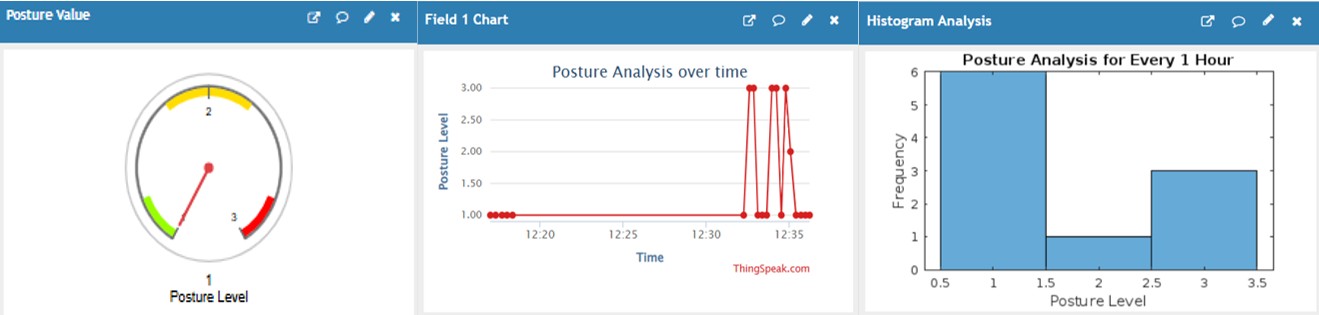 Posture Value
2
3
1
Posture Level
Field 1 Chart
Posture Analysis over time
3.00
2.50
2.00
1.50
1.00
Posture Level
12:20 12:25 12:30 12:35
Time
ThingSpeak.com
Histogram Analysis
Posture Analysis for Every 1 Hour
6
5
4
3
2
1
0
Frequency
0.5 1 1.5 2 2.5 3 3.5
Posture Level